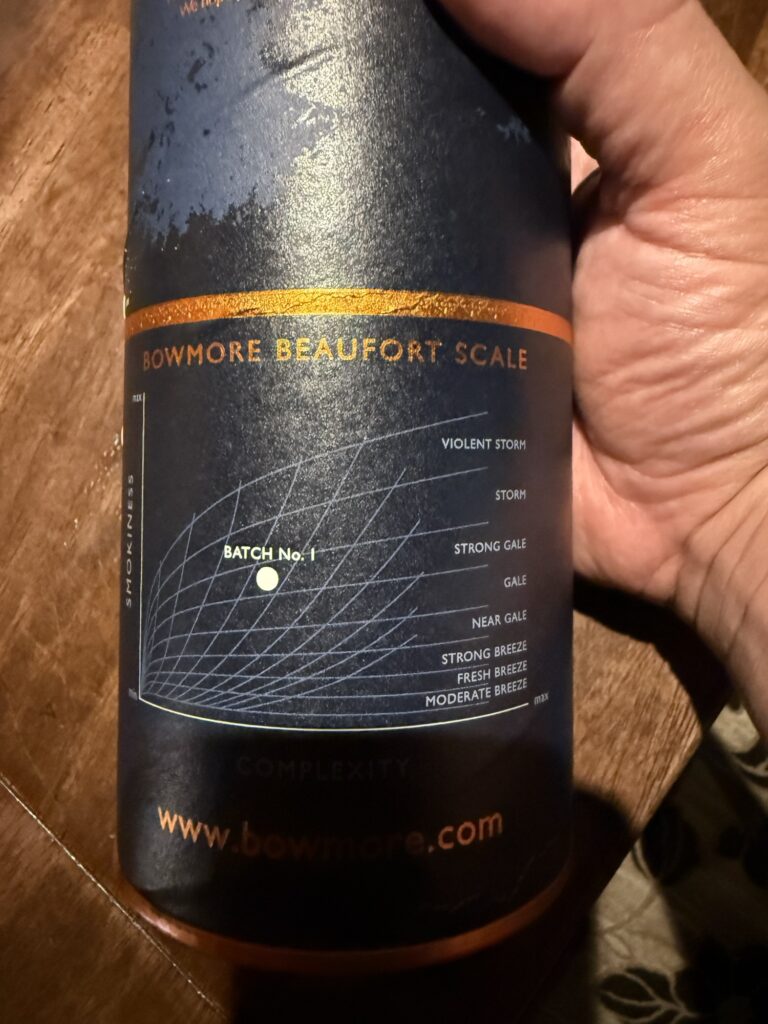 BOWMORE BEAUFORT SCALE
max
VIOLENT STORM
STORM
STRONG GALE
GALE
NEAR GALE
STRONG BREEZE
FRESH BREEZE
MODERATE BREEZE
SMOKINESS
BATCH No. 1
min
max
COMPLEXITY
www.bowmore.com